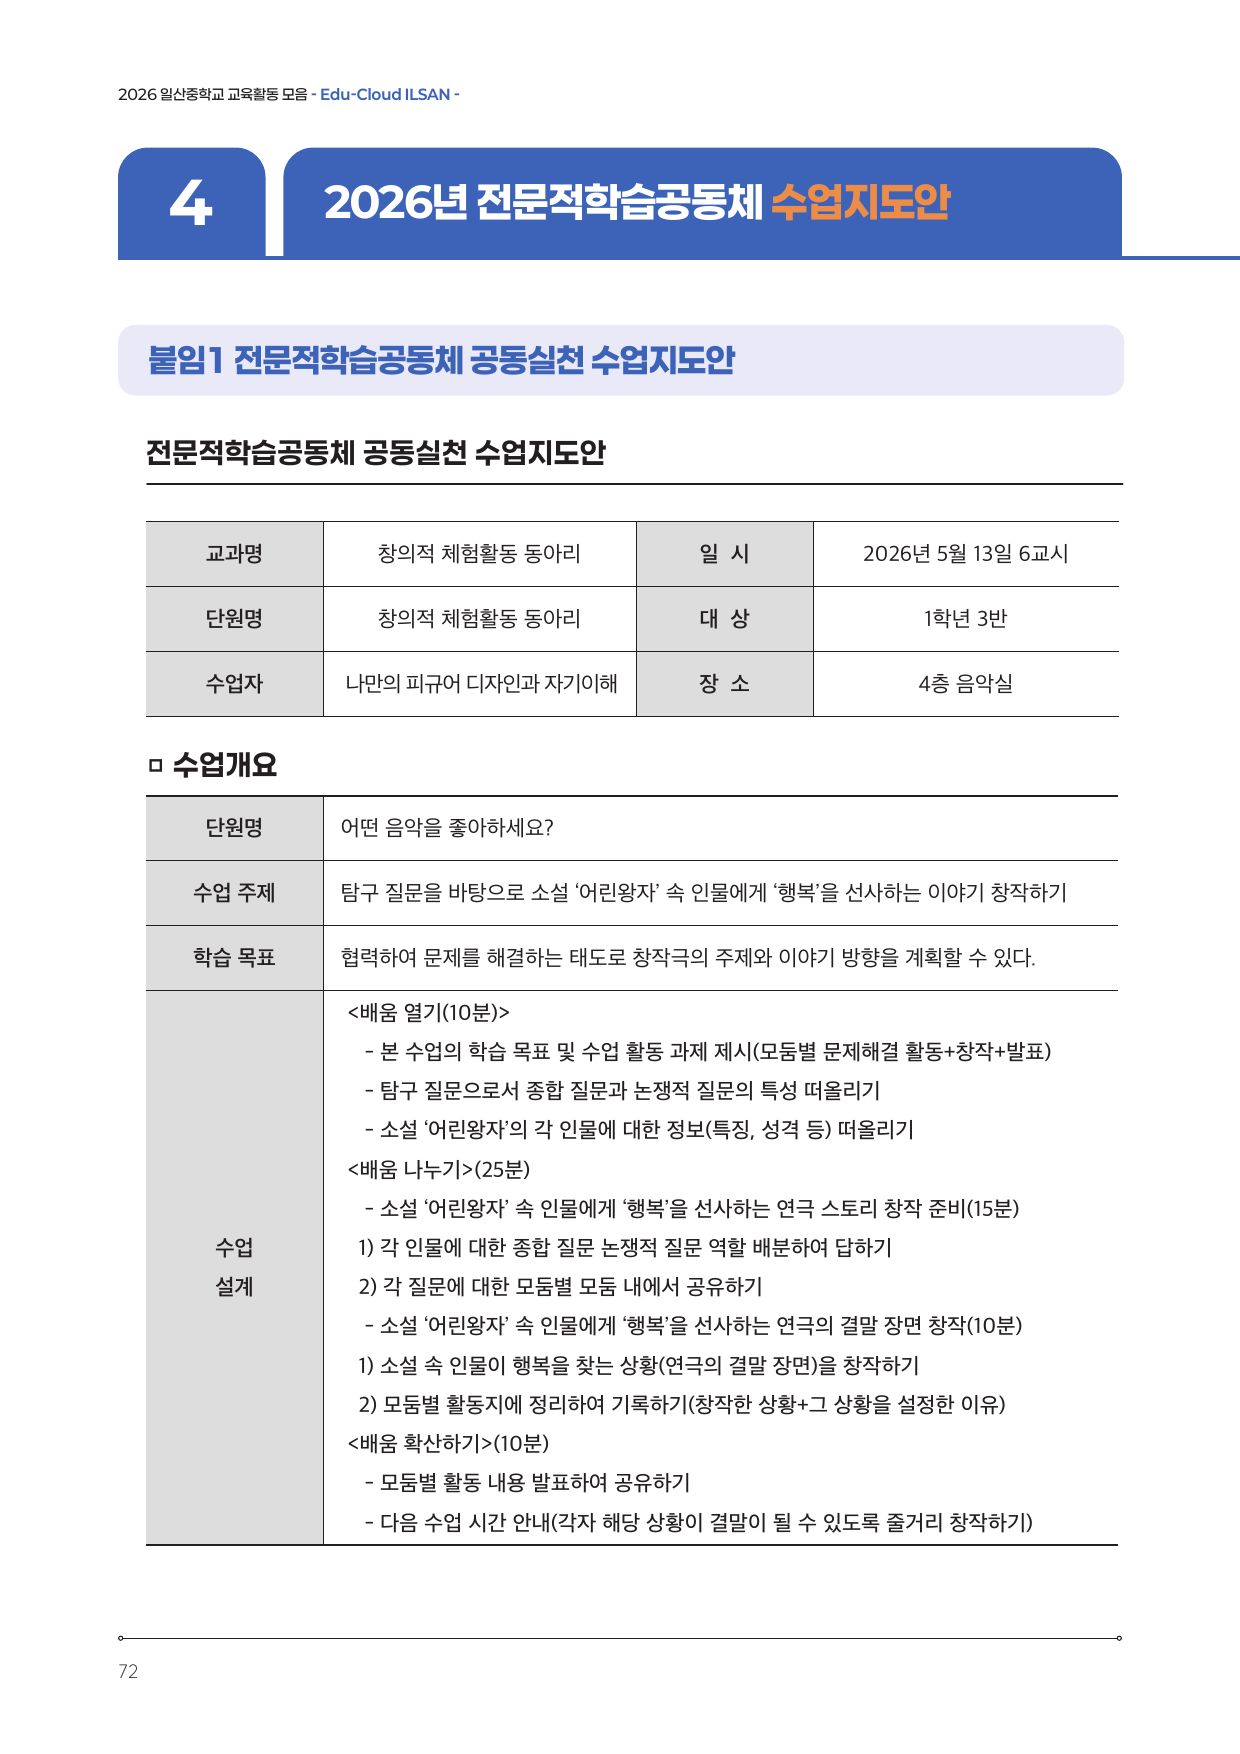 2026 일산중학교 교육활동 모음 - Edu-Cloud ILSAN -
4 2026년 전문적학습공동체 수업지도안
붙임1 전문적학습공동체 공동실천 수업지도안
전문적학습공동체 공동실천 수업지도안
교과명 창의적 체험활동 동아리 일 시 2026년 5월 13일 6교시
단원명 창의적 체험활동 동아리 대 상 1학년 3반
수업자 나만의 피규어 디자인과 자기이해 장 소 4층 음악실
ㅁ 수업개요
단원명 어떤 음악을 좋아하세요?
수업 주제 탐구 질문을 바탕으로 소설 ‘어린왕자’ 속 인물에게 ‘행복’을 선사하는 이야기 창작하기
학습 목표 협력하여 문제를 해결하는 태도로 창작극의 주제와 이야기 방향을 계획할 수 있다.
수업
설계
<배움 열기(10분)>
- 본 수업의 학습 목표 및 수업 활동 과제 제시(모둠별 문제해결 활동+창작+발표)
- 탐구 질문으로서 종합 질문과 논쟁적 질문의 특성 떠올리기
- 소설 ‘어린왕자’의 각 인물에 대한 정보(특징, 성격 등) 떠올리기
<배움 나누기>(25분)
- 소설 ‘어린왕자’ 속 인물에게 ‘행복’을 선사하는 연극 스토리 창작 준비(15분)
1) 각 인물에 대한 종합 질문 논쟁적 질문 역할 배분하여 답하기
2) 각 질문에 대한 모둠별 모둠 내에서 공유하기
- 소설 ‘어린왕자’ 속 인물에게 ‘행복’을 선사하는 연극의 결말 장면 창작(10분)
1) 소설 속 인물이 행복을 찾는 상황(연극의 결말 장면)을 창작하기
2) 모둠별 활동지에 정리하여 기록하기(창작한 상황+그 상황을 설정한 이유)
<배움 확산하기>(10분)
- 모둠별 활동 내용 발표하여 공유하기
- 다음 수업 시간 안내(각자 해당 상황이 결말이 될 수 있도록 줄거리 창작하기)
72